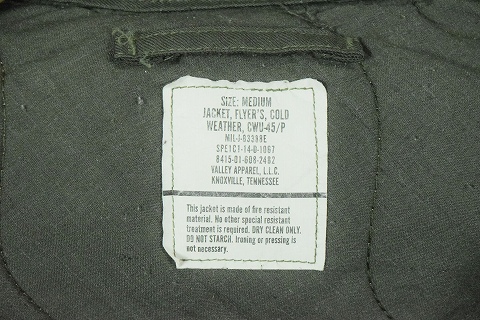 SIZE: MEDIUM
JACKET, FLYER'S, COLD
WEATHER, CWU-45/P
MIL-J-83388E
SPE1C1-14-D-1067
8415-01-608-2482
VALLEY APPAREL, L.L.C.
KNOXVILLE, TENNESSEE
This jacket is made of fire resistant
material. No other special resistant
treatment is required. DRY CLEAN ONLY.
DO NOT STARCH. Ironing or pressing is
not necessary.